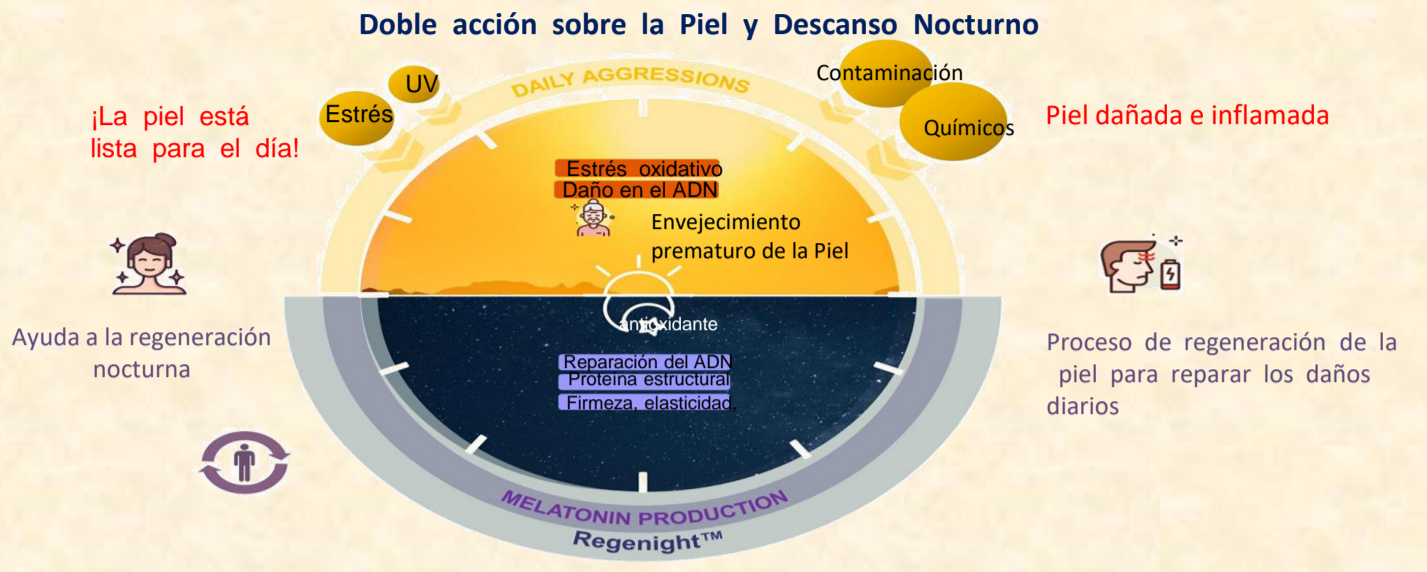 Doble acción sobre la Piel y Descanso Nocturno
DAILY AGGRESSIONS
UV
Estrés
Contaminación
Químicos
¡La piel está
lista para el día!
Piel dañada e inflamada
Estrés oxidativo
Daño en el ADN
Envejecimiento
prematuro de la Piel
antioxidante
Ayuda a la regeneración
nocturna
Reparación del ADN
Proteína estructural
Firmeza, elasticidad,
Proceso de regeneración de la
piel para reparar los daños
diarios
MELATONIN PRODUCTION
Regenight™